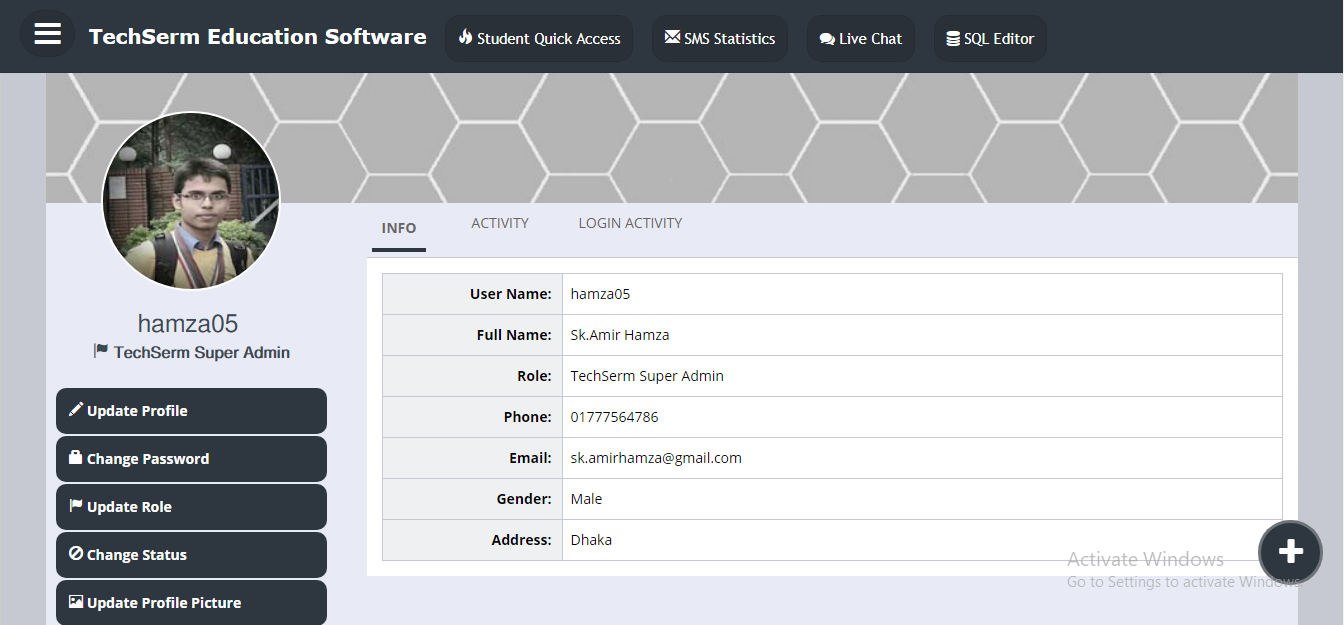 TechSerm Education Software
Student Quick Access
SMS Statistics
Live Chat
SQL Editor
hamza05
TechSerm Super Admin
Update Profile
Change Password
Update Role
Change Status
Update Profile Picture
INFO
ACTIVITY
LOGIN ACTIVITY
User Name: hamza05
Full Name: Sk.Amir Hamza
Role: TechSerm Super Admin
Phone: 01777564786
Email: sk.amirhamza@gmail.com
Gender: Male
Address: Dhaka
Activate Windows
Go to Settings to activate Windows.